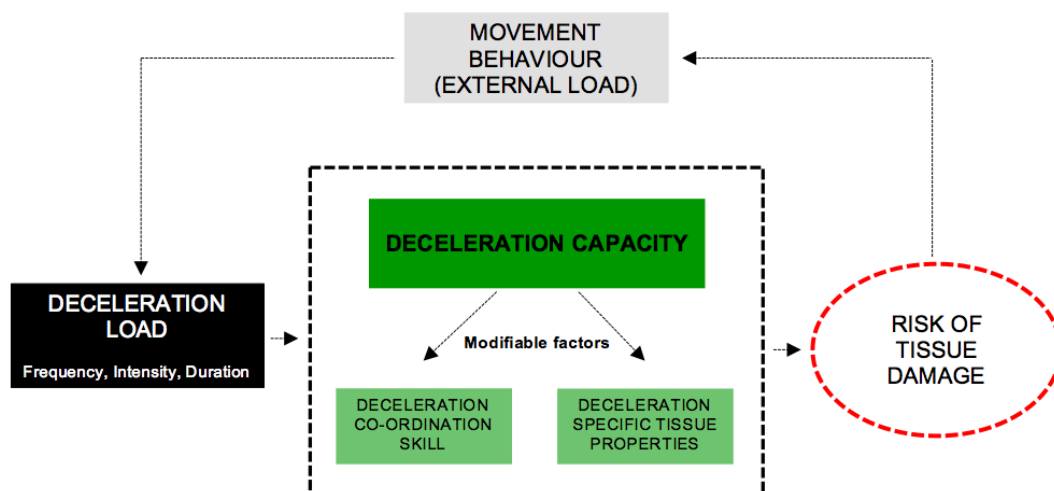 MOVEMENT
BEHAVIOUR
(EXTERNAL LOAD)
DECELERATION CAPACITY
DECELERATION
LOAD
Frequency, Intensity, Duration
Modifiable factors
RISK OF
TISSUE
DAMAGE
DECELERATION
CO-ORDINATION
SKILL
DECELERATION
SPECIFIC TISSUE
PROPERTIES